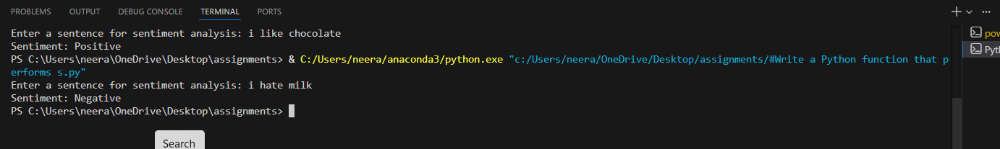 PROBLEMS OUTPUT DEBUG CONSOLE TERMINAL PORTS
Enter a sentence for sentiment analysis: i like chocolate
Sentiment: Positive
PS C:\Users\neera\OneDrive\Desktop\assignments> & C:/Users/neera/anaconda3/python.exe "c:/Users/neera/OneDrive/Desktop/assignments/#Write a Python function that p
erforms s.py"
Enter a sentence for sentiment analysis: i hate milk
Sentiment: Negative
PS C:\Users\neera\OneDrive\Desktop\assignments>
pow
Pyth
Search